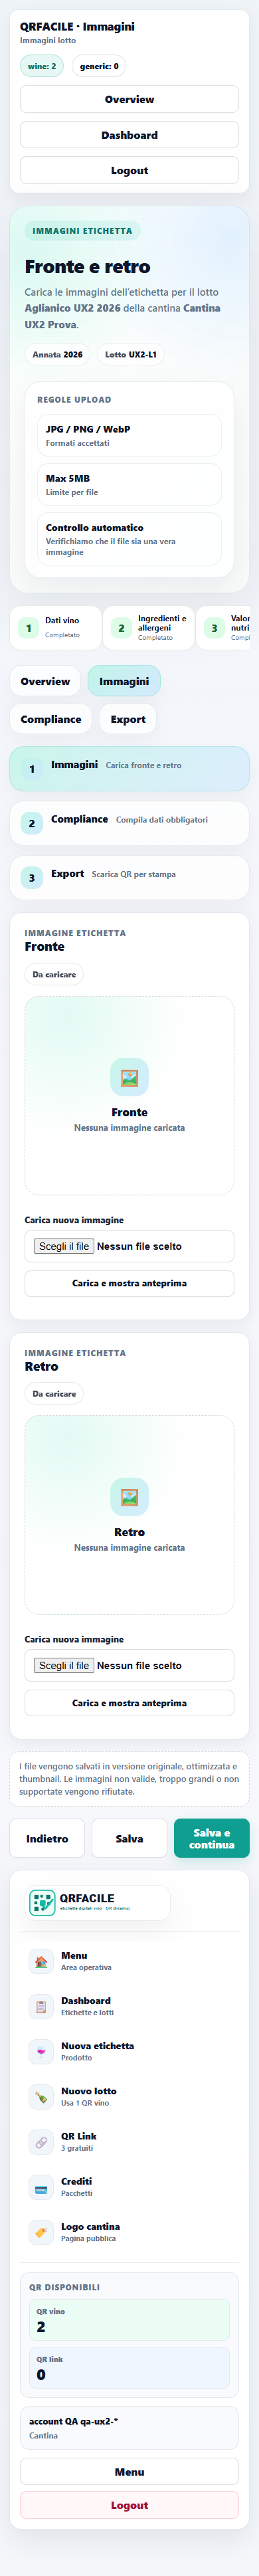 QRFACILE · Immagini
Immagini lotto
wine: 2
generic: 0
Overview
Dashboard
Logout
IMMAGINI ETICHETTA
Fronte e retro
Carica le immagini dell'etichetta per il lotto
Aglianico UX2 2026 della cantina Cantina
UX2 Prova.
Annata 2026
Lotto UX2-L1
REGOLE UPLOAD
JPG / PNG / WebP
Formati accettati
Max 5MB
Limite per file
Controllo automatico
Verifichiamo che il file sia una vera
immagine
1
Dati vino
Completato
2
Ingredienti e
allergeni
Completato
3
Valor
nutri
Compl
Overview
Immagini
Compliance
Export
1
Immagini Carica fronte e retro
2
Compliance Compila dati obbligatori
3
Export Scarica QR per stampa
IMMAGINE ETICHETTA
Fronte
Da caricare
Fronte
Nessuna immagine caricata
Carica nuova immagine
Scegli il file Nessun file scelto
Carica e mostra anteprima
IMMAGINE ETICHETTA
Retro
Da caricare
Retro
Nessuna immagine caricata
Carica nuova immagine
Scegli il file Nessun file scelto
Carica e mostra anteprima
I file vengono salvati in versione originale, ottimizzata e
thumbnail. Le immagini non valide, troppo grandi o non
supportate vengono rifiutate.
Indietro
Salva
Salva e
continua
QRFACILE
etichette digitali vino · QR dinamici
Menu
Area operativa
Dashboard
Etichette e lotti
Nuova etichetta
Prodotto
Nuovo lotto
Usa 1 QR vino
QR Link
3 gratuiti
Crediti
Pacchetti
Logo cantina
Pagina pubblica
QR DISPONIBILI
QR vino
2
QR link
0
account QA qa-ux2-*
Cantina
Menu
Logout